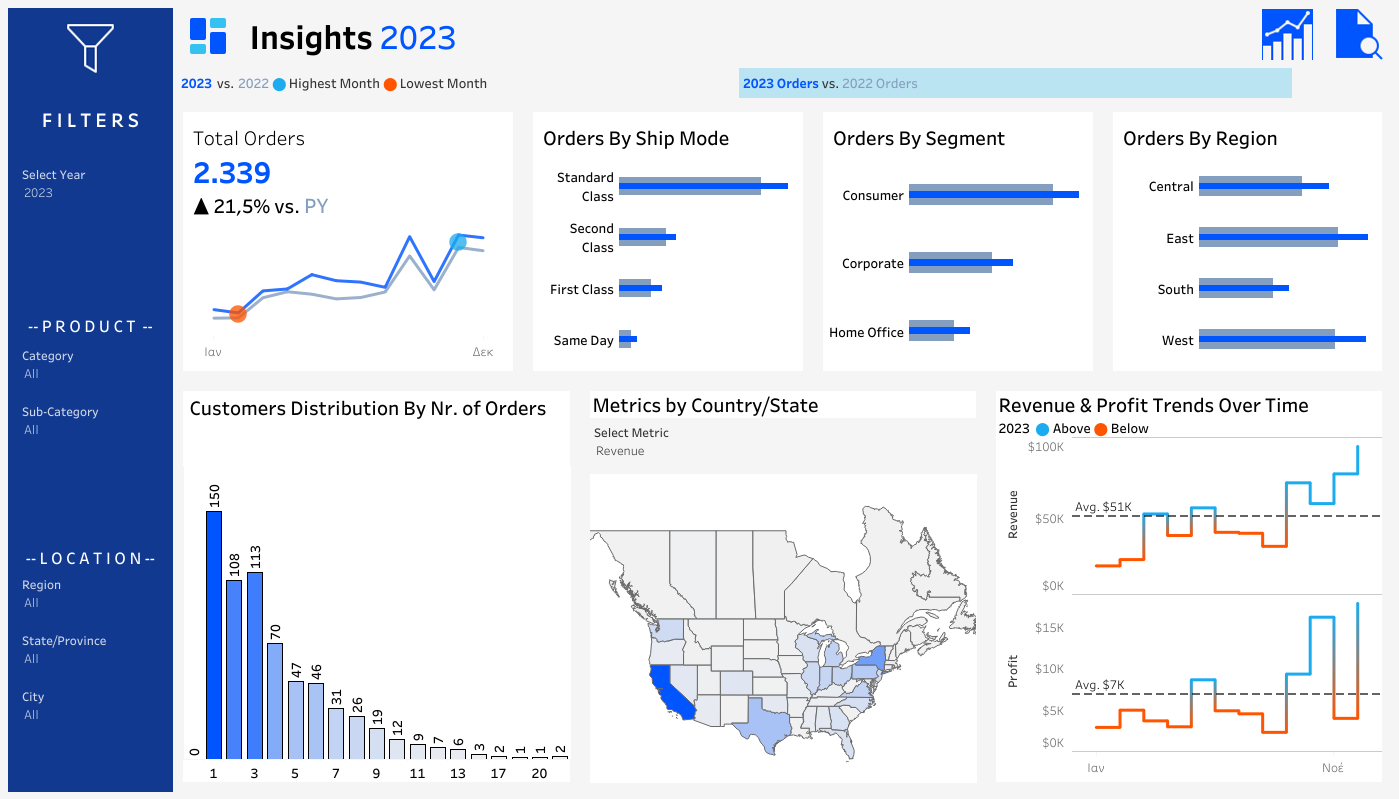 FILTERS
Select Year
2023
--PRODUCT --
Category
All
Sub-Category
All
--LOCATION--
Region
All
State/Province
All
City
All
Insights 2023
2023 vs. 2022 Highest Month Lowest Month
2023 Orders vs. 2022 Orders
Total Orders
2.339
▲ 21,5% vs. PY
Ιαν Δεκ
Orders By Ship Mode
Standard
Class
Second
Class
First Class
Same Day
Orders By Segment
Consumer
Corporate
Home Office
Orders By Region
Central
East
South
West
Customers Distribution By Nr. of Orders
0 150 108 113 70 47 46 31 26 19 12 9 7 6 3 2 1 1 2
1 3 5 7 9 11 13 17 20
Metrics by Country/State
Select Metric
Revenue
Revenue & Profit Trends Over Time
2023 Above Below
Revenue
$100K
Avg. $51K
$50K
$0K
Profit
$15K
$10K
Avg. $7K
$5K
$0K
Ιαν Νοέ